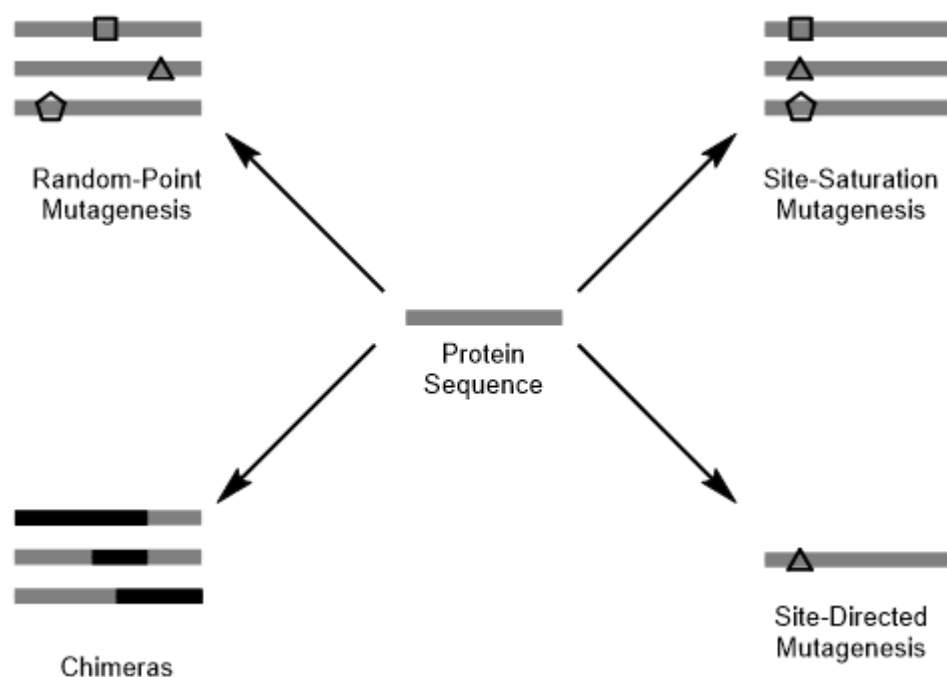 Random-Point
Mutagenesis
Site-Saturation
Mutagenesis
Protein
Sequence
Chimeras
Site-Directed
Mutagenesis